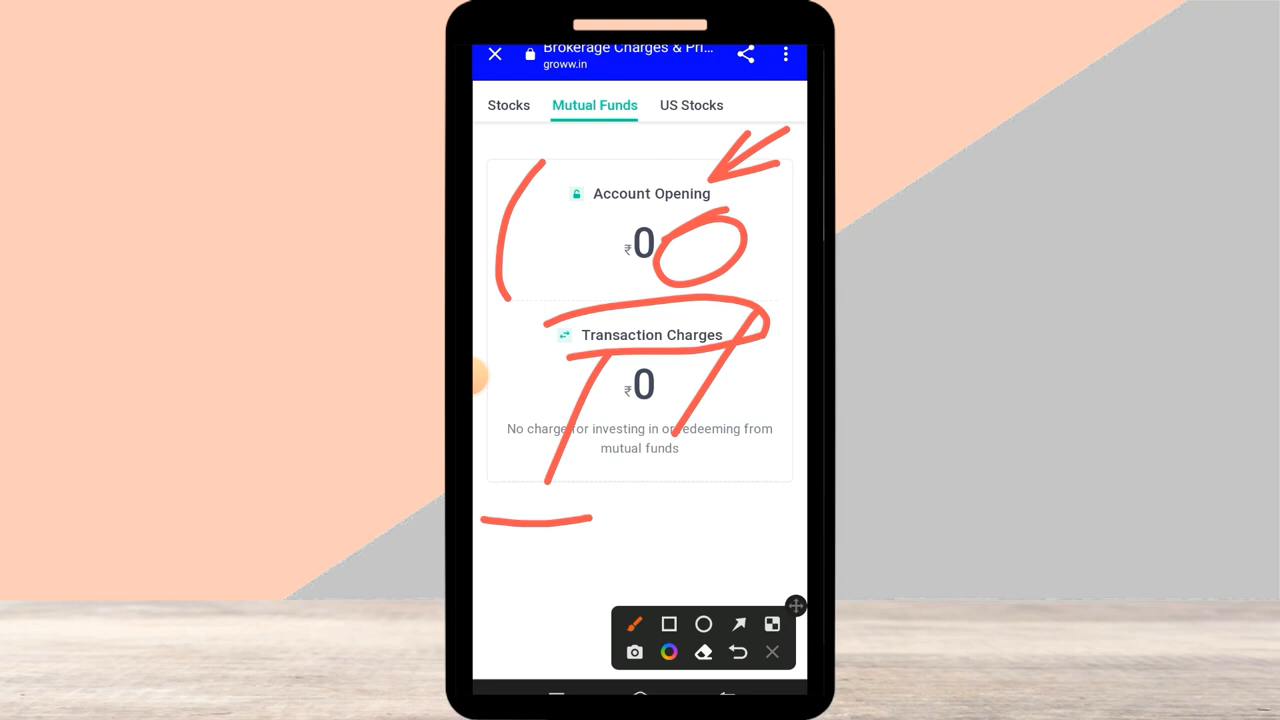 Brokerage Charges & Pri...
groww.in
Stocks Mutual Funds US Stocks
Account Opening
₹0
Transaction Charges
₹0
No charge for investing in or redeeming from
mutual funds